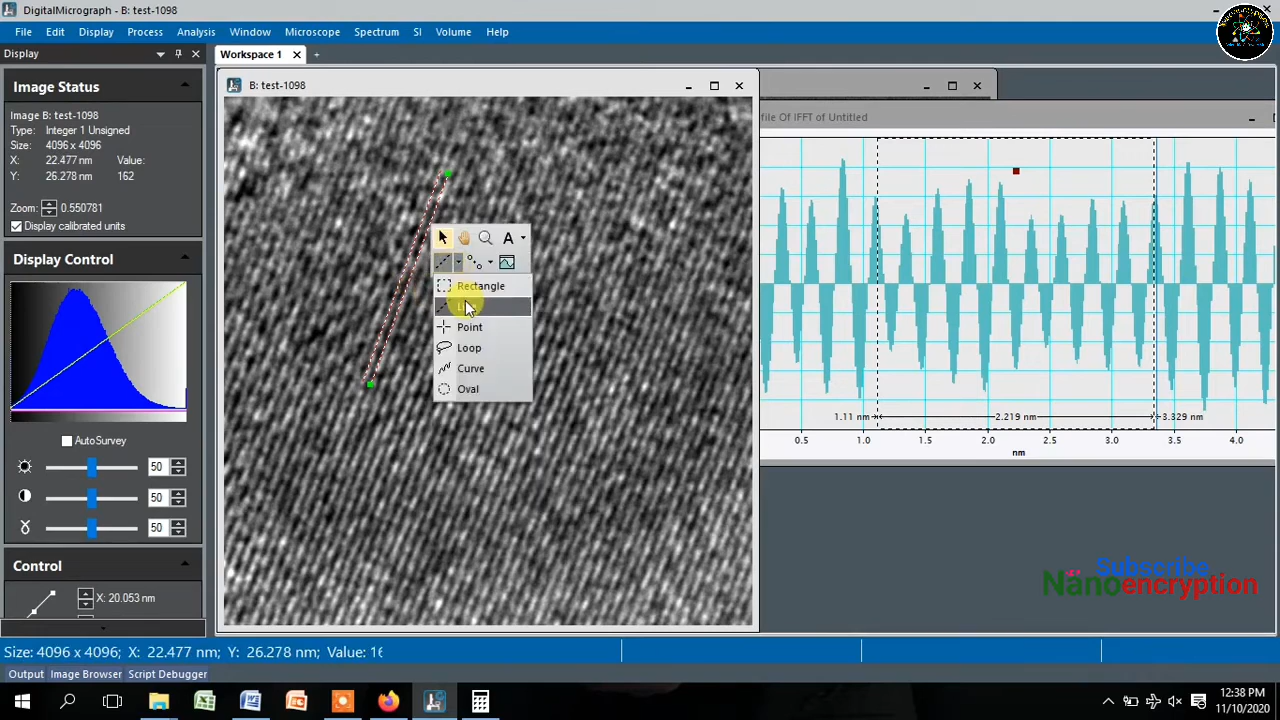 DigitalMicrograph - B: test-1098
File Edit Display Process Analysis Window Microscope Spectrum SI Volume Help
Display
Workspace 1
Image Status
Image B: test-1098
Type: Integer 1 Unsigned
Size: 4096 x 4096
X: 22.477 nm Value:
Y: 26.278 nm 162
Zoom: 0.550781
Display calibrated units
Display Control
AutoSurvey
50
50
50
Control
X: 20.053 nm
B: test-1098
A
Rectangle
Point
Loop
Curve
Oval
file Of IFFT of Untitled
1.11 nm 2.219 nm 3.329 nm
0.5 1.0 1.5 2.0 2.5 3.0 3.5 4.0
nm
Subscribe
Nanoencryption
Size: 4096 x 4096; X: 22.477 nm; Y: 26.278 nm; Value: 16
Output Image Browser Script Debugger
12:38 PM
11/10/2020